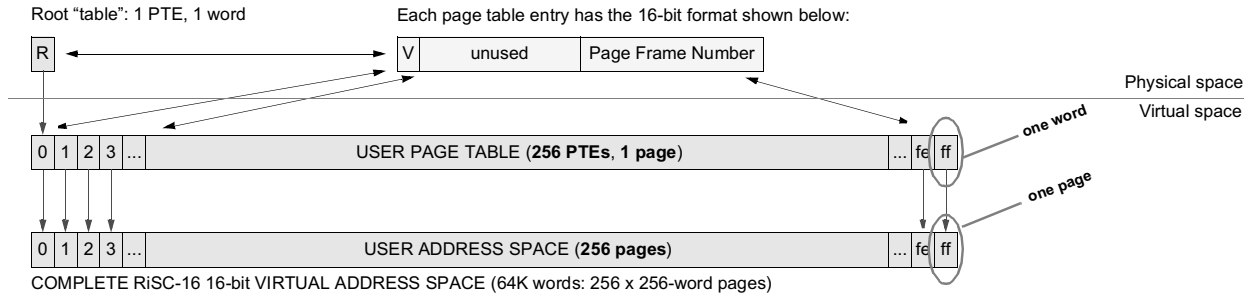 Root “table”: 1 PTE, 1 word
Each page table entry has the 16-bit format shown below:
R
V unused Page Frame Number
Physical space
Virtual space
one word
0 1 2 3 ... USER PAGE TABLE (256 PTEs, 1 page) ... fe ff
one page
0 1 2 3 ... USER ADDRESS SPACE (256 pages) ... fe ff
COMPLETE RiSC-16 16-bit VIRTUAL ADDRESS SPACE (64K words: 256 x 256-word pages)